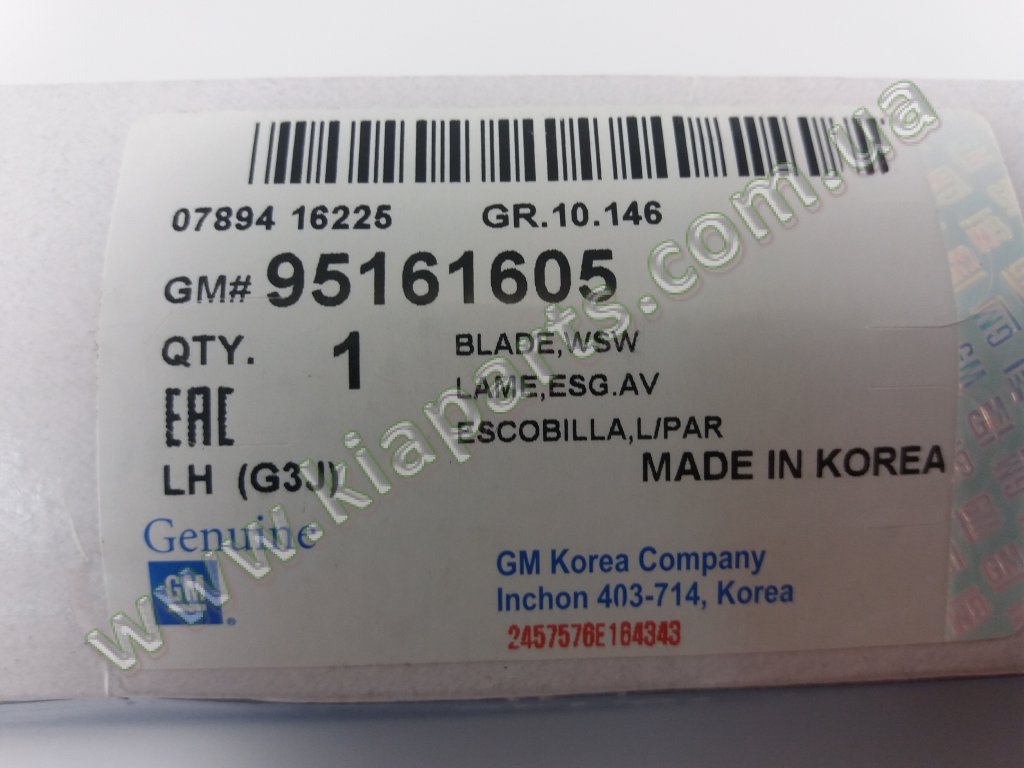 07894 16225 GR.10.146
GM# 95161605
QTY. 1 BLADE,WSW
LAME,ESG.AV
EAC
ESCOBILLA,L/PAR
LH (G3J) MADE IN KOREA
Genuine
GM
GM Korea Company
Inchon 403-714, Korea
2457576E164343
www.kiaparts.com.ua
GM